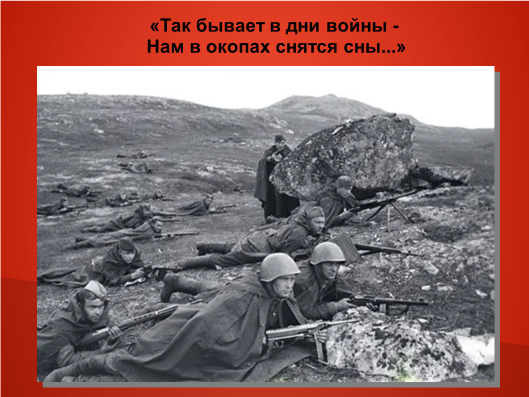 «Так бывает в дни войны -
Нам в окопах снятся сны...»